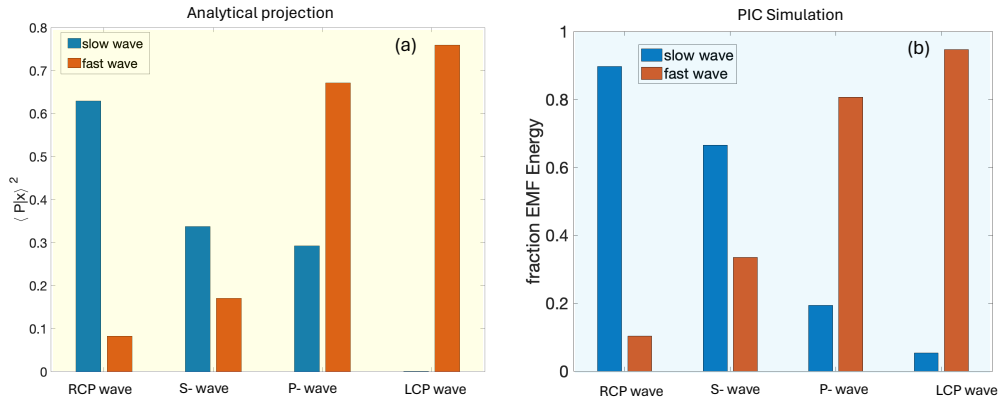 Analytical projection
(a)
slow wave
fast wave
⟨ P|x⟩ 2
0.8
0.7
0.6
0.5
0.4
0.3
0.2
0.1
0
RCP wave
S- wave
P- wave
LCP wave
PIC Simulation
(b)
slow wave
fast wave
fraction EMF Energy
1
0.8
0.6
0.4
0.2
0
RCP wave
S- wave
P- wave
LCP wave